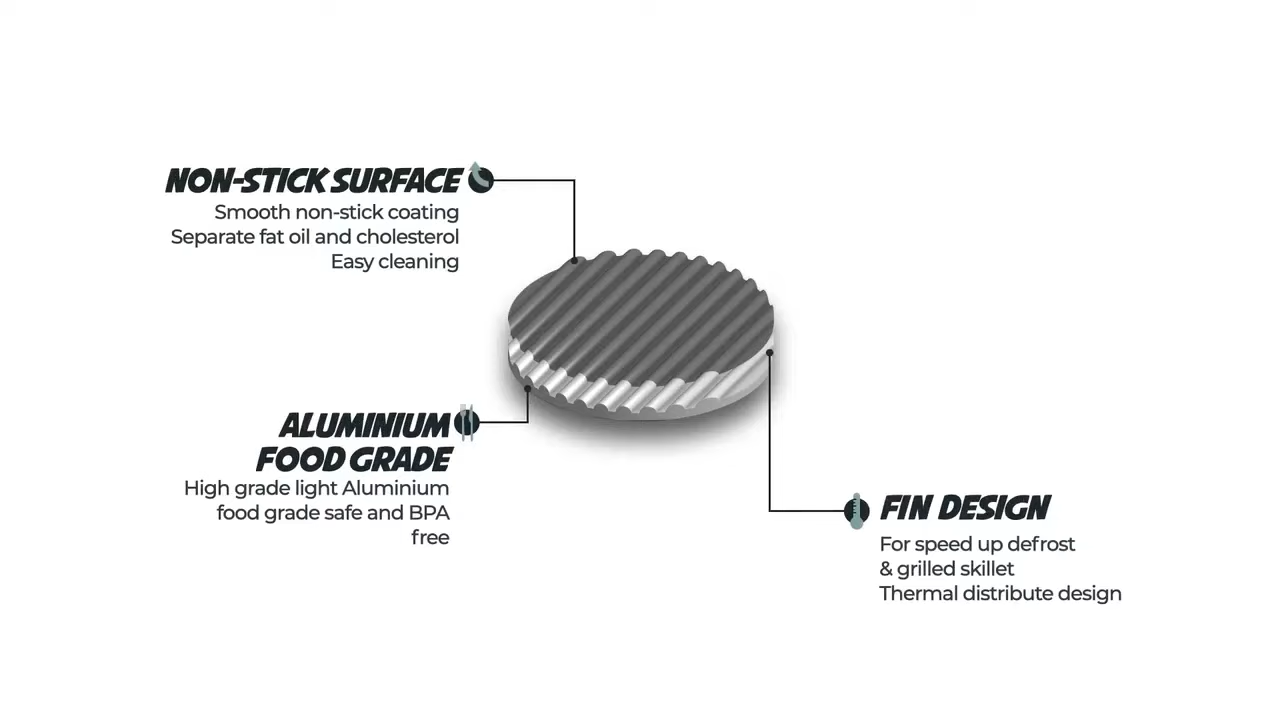 NON-STICK SURFACE
Smooth non-stick coating
Separate fat oil and cholesterol
Easy cleaning
ALUMINIUM
FOOD GRADE
High grade light Aluminium
food grade safe and BPA
free
FIN DESIGN
For speed up defrost
& grilled skillet
Thermal distribute design